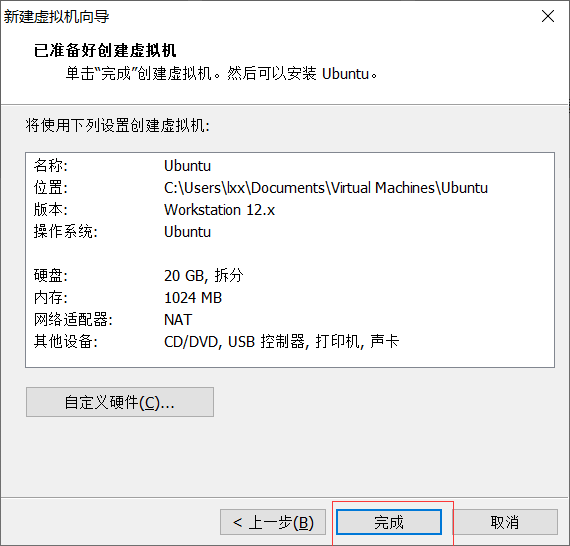 新建虚拟机向导
已准备好创建虚拟机
单击“完成”创建虚拟机。然后可以安装 Ubuntu。
将使用下列设置创建虚拟机:
名称: Ubuntu
位置: C:\Users\lxx\Documents\Virtual Machines\Ubuntu
版本: Workstation 12.x
操作系统: Ubuntu
硬盘: 20 GB, 拆分
内存: 1024 MB
网络适配器: NAT
其他设备: CD/DVD, USB 控制器, 打印机, 声卡
自定义硬件(C)...
< 上一步(B) 完成 取消